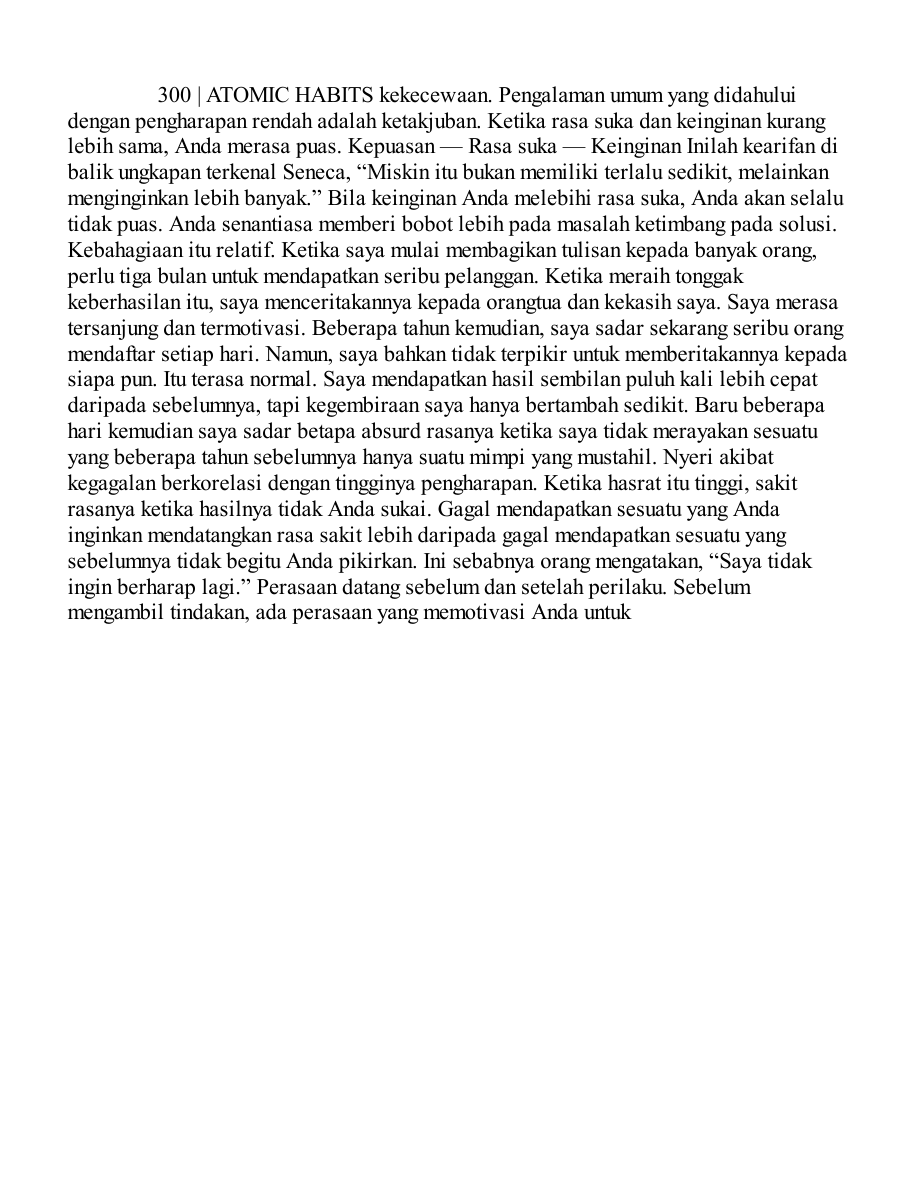 300 | ATOMIC HABITS kekecewaan. Pengalaman umum yang didahului
dengan pengharapan rendah adalah ketakjuban. Ketika rasa suka dan keinginan kurang
lebih sama, Anda merasa puas. Kepuasan — Rasa suka — Keinginan Inilah kearifan di
balik ungkapan terkenal Seneca, “Miskin itu bukan memiliki terlalu sedikit, melainkan
menginginkan lebih banyak.” Bila keinginan Anda melebihi rasa suka, Anda akan selalu
tidak puas. Anda senantiasa memberi bobot lebih pada masalah ketimbang pada solusi.
Kebahagiaan itu relatif. Ketika saya mulai membagikan tulisan kepada banyak orang,
perlu tiga bulan untuk mendapatkan seribu pelanggan. Ketika meraih tonggak
keberhasilan itu, saya menceritakannya kepada orangtua dan kekasih saya. Saya merasa
tersanjung dan termotivasi. Beberapa tahun kemudian, saya sadar sekarang seribu orang
mendaftar setiap hari. Namun, saya bahkan tidak terpikir untuk memberitakannya kepada
siapa pun. Itu terasa normal. Saya mendapatkan hasil sembilan puluh kali lebih cepat
daripada sebelumnya, tapi kegembiraan saya hanya bertambah sedikit. Baru beberapa
hari kemudian saya sadar betapa absurd rasanya ketika saya tidak merayakan sesuatu
yang beberapa tahun sebelumnya hanya suatu mimpi yang mustahil. Nyeri akibat
kegagalan berkorelasi dengan tingginya pengharapan. Ketika hasrat itu tinggi, sakit
rasanya ketika hasilnya tidak Anda sukai. Gagal mendapatkan sesuatu yang Anda
inginkan mendatangkan rasa sakit lebih daripada gagal mendapatkan sesuatu yang
sebelumnya tidak begitu Anda pikirkan. Ini sebabnya orang mengatakan, “Saya tidak
ingin berharap lagi.” Perasaan datang sebelum dan setelah perilaku. Sebelum
mengambil tindakan, ada perasaan yang memotivasi Anda untuk